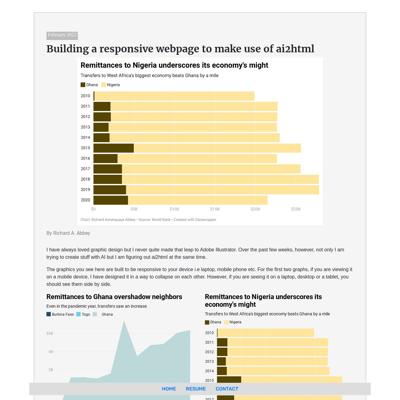 February, 2022
Building a responsive webpage to make use of ai2html
Remittances to Nigeria underscores its economy's might
Transfers to West Africa's biggest economy beats Ghana by a mile
Ghana Nigeria
2010
2011
2012
2013
2014
2015
2016
2017
2018
2019
2020
$0 $5B $10B $15B $20B $25B
Chart: Richard Annerquaye Abbey • Source: World Bank • Created with Datawrapper
By Richard A. Abbey
I have always loved graphic design but I never quite made that leap to Adobe Illustrator. Over the past few weeks, however, not only I am
trying to create stuff with AI but I am figuring out ai2html at the same time.
The graphics you see here are built to be responsive to your device i.e laptop, mobile phone etc. For the first two graphs, if you are viewing it
on a mobile device, I have designed it in a way to collapse on each other. However, if you are seeing it on a laptop, desktop or a tablet, you
should see them side by side.
Remittances to Ghana overshadow neighbors
Even in the pandemic year, transfers saw an increase
Burkina Faso Togo Ghana
Remittances to Nigeria underscores its
economy's might
Transfers to West Africa's biggest economy beats Ghana by a mile
Ghana Nigeria
2010
2011
2012
2013
2014
2015
HOME RESUME CONTACT